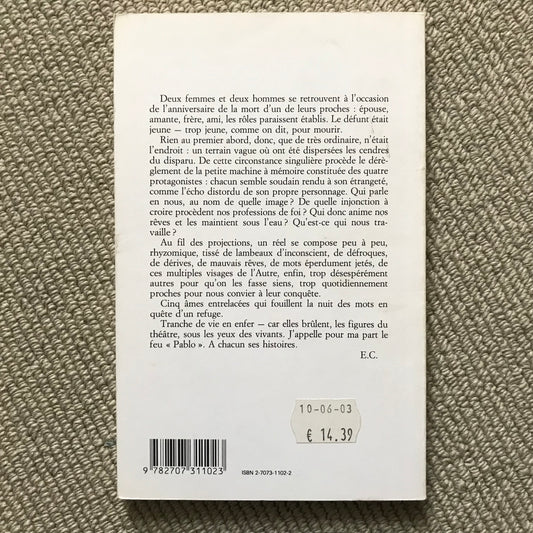 Deux femmes et deux hommes se retrouvent à l'occasion
de l'anniversaire de la mort d'un de leurs proches : épouse,
amante, frère, ami, les rôles paraissent établis. Le défunt était
jeune — trop jeune, comme on dit, pour mourir.
Rien au premier abord, donc, que de très ordinaire, n'était
l'endroit : un terrain vague où ont été dispersées les cendres
du disparu. De cette circonstance singulière procède le dérè-
glement de la petite machine à mémoire constituée des quatre
protagonistes : chacun semble soudain rendu à son étrangeté,
comme l'écho distordu de son propre personnage. Qui parle
en nous, au nom de quelle image ? De quelle injonction à
croire procèdent nos professions de foi ? Qui donc anime nos
rêves et les maintient sous l'eau ? Qu'est-ce qui nous tra-
vaille ?
Au fil des projections, un réel se compose peu à peu,
rhyzomique, tissé de lambeaux d'inconscient, de défroques,
de dérives, de mauvais rêves, de mots éperdument jetés, de
ces multiples visages de l'Autre, enfin, trop désespérément
autres pour qu'on les fasse siens, trop quotidiennement
proches pour nous convier à leur conquête.
Cinq âmes entrelacées qui fouillent la nuit des mots en
quête d'un refuge.
Tranche de vie en enfer — car elles brûlent, les figures du
théâtre, sous les yeux des vivants. J'appelle pour ma part le
feu « Pablo ». A chacun ses histoires.
E.C.
10-06-03
€ 14.39
9 782707 311023
ISBN 2-7073-1102-2